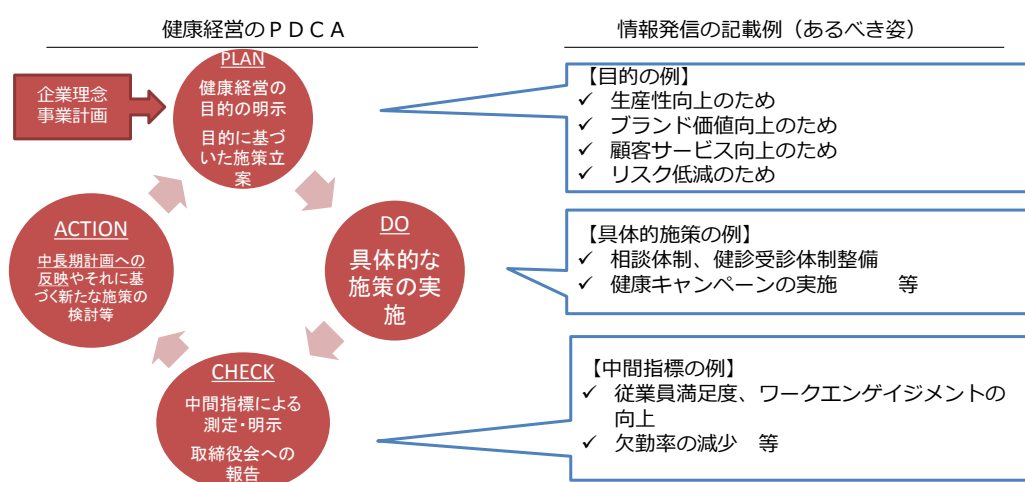 健康経営のＰＤＣＡ
情報発信の記載例（あるべき姿）
企業理念
事業計画
PLAN
健康経営の
目的の明示
目的に基づ
いた施策立
案
【目的の例】
✓ 生産性向上のため
✓ ブランド価値向上のため
✓ 顧客サービス向上のため
✓ リスク低減のため
DO
具体的な
施策の実
施
【具体的施策の例】
✓ 相談体制、健診受診体制整備
✓ 健康キャンペーンの実施　　等
CHECK
中間指標による
測定・明示
取締役会への
報告
【中間指標の例】
✓ 従業員満足度、ワークエンゲイジメントの
向上
✓ 欠勤率の減少　等
ACTION
中長期計画への
反映やそれに基
づく新たな施策の
検討等